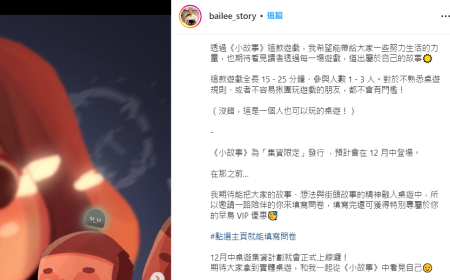 bailee_story • 追蹤
透過《小故事》這款遊戲，我希望能帶給大家一些努力生活的力
量，也期待看見讀者透過每一場遊戲，道出屬於自己的故事🌟
這款遊戲全長 15 - 25 分鐘、參與人數 1 - 3 人。對於不熟悉桌遊
規則、或者不容易揪團玩遊戲的朋友，都不會有門檻！
（沒錯，這是一個人也可以玩的桌遊！）
-
《小故事》為「集資限定」發行 ，預計會在 12 月中登場。
在那之前...
我期待能把大家的故事、想法與街頭故事的精神融入桌遊中，所
以邀請一路陪伴的你來填寫問卷，填寫完還可獲得特別專屬於你
的早鳥 VIP 優惠🥳
#點選主頁就能填寫問卷
12月中桌遊集資計劃就會正式上線囉！
期待大家拿到實體桌遊，和我一起從《小故事》中看見自己☺️